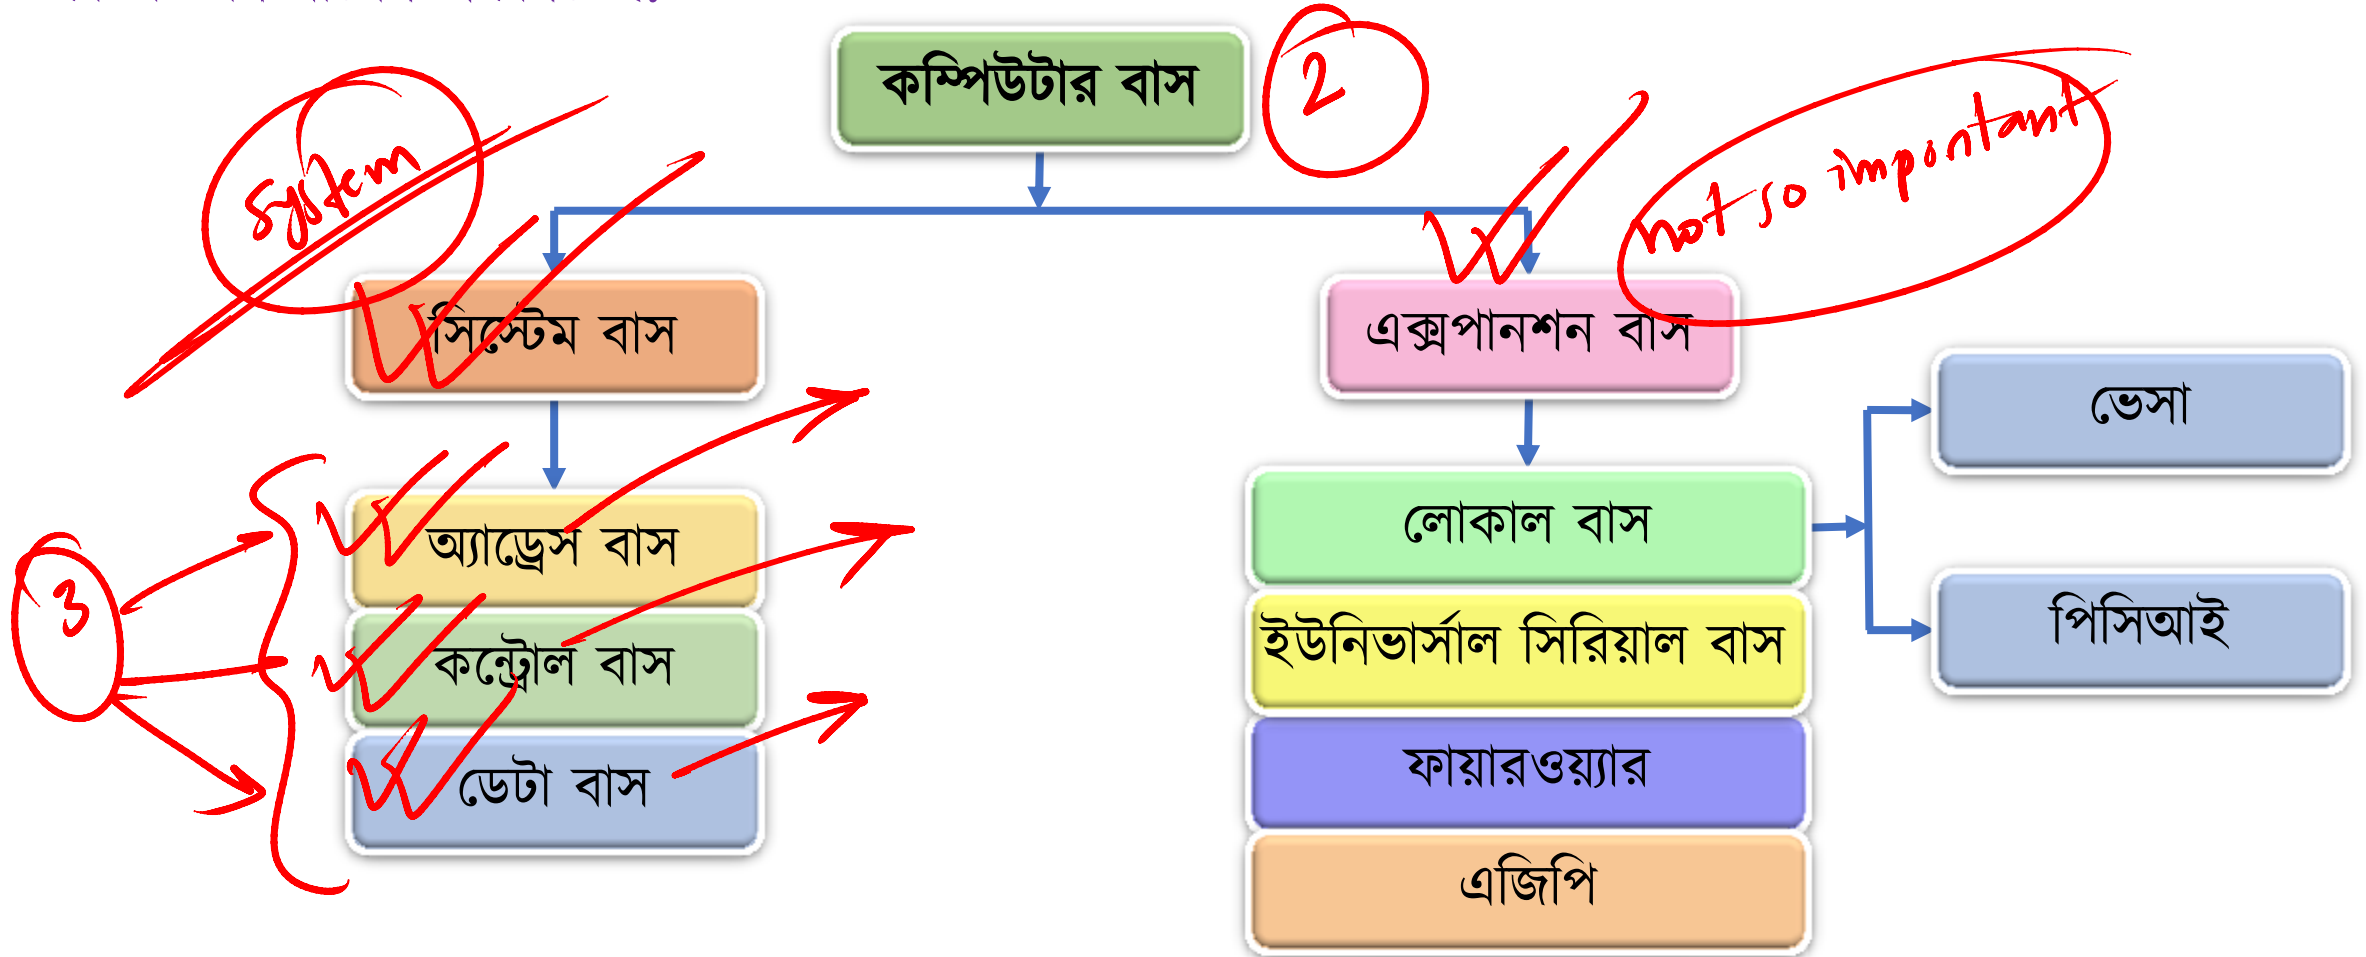 কম্পিউটার বাস
2
system
not so important
সিস্টেম বাস
এক্সপানশন বাস
ভেসা
অ্যাড্রেস বাস
লোকাল বাস
3
কন্ট্রোল বাস
ইউনিভার্সাল সিরিয়াল বাস
পিসিআই
ডেটা বাস
ফায়ারওয়্যার
এজিপি